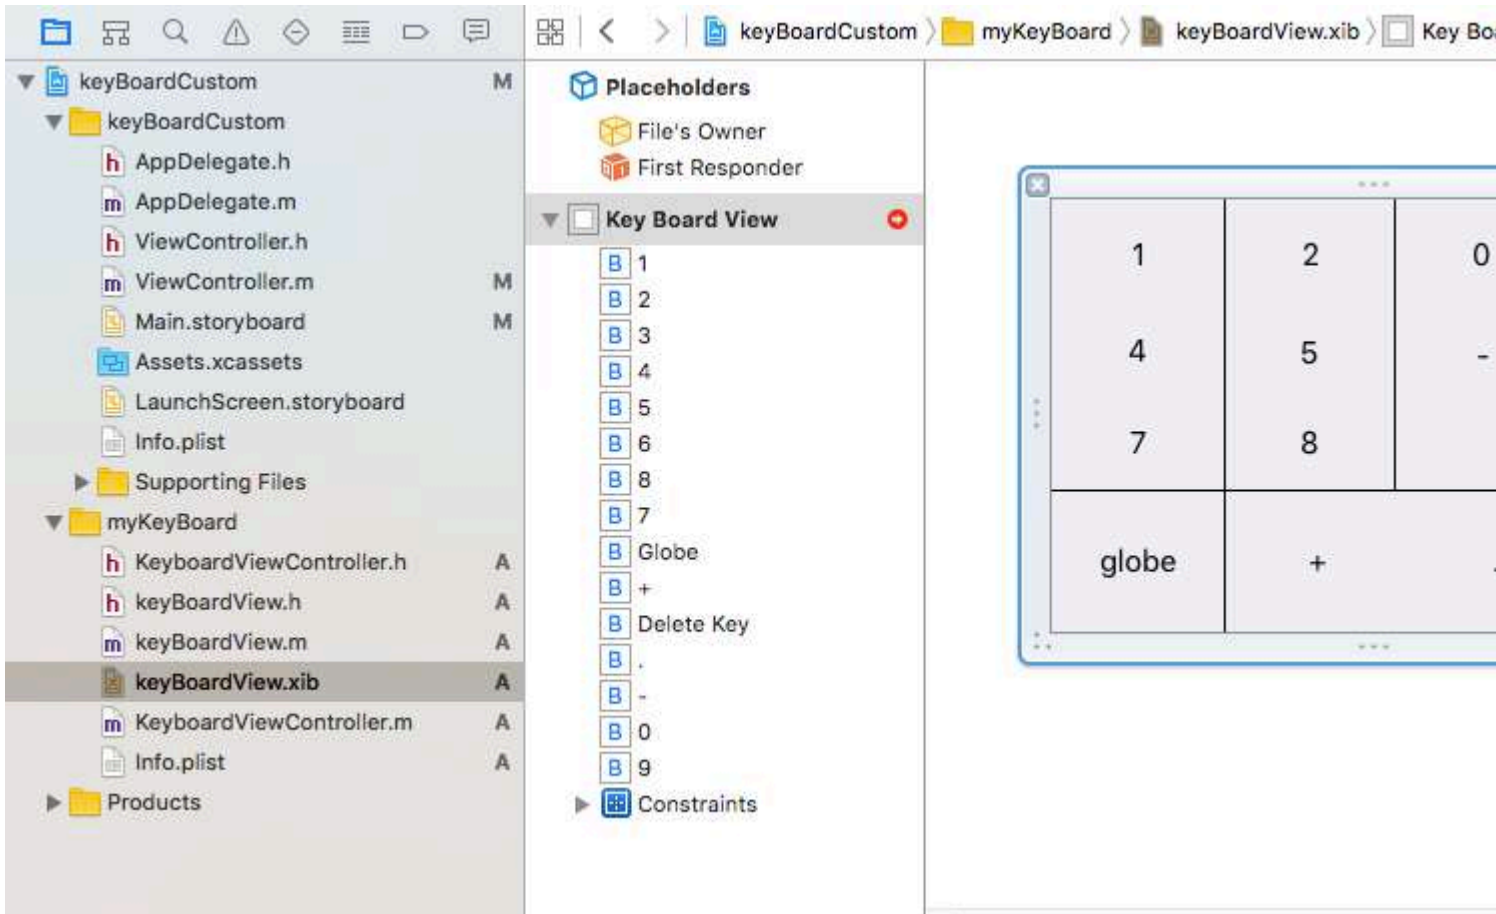 keyBoardCustom
myKeyBoard
keyBoardView.xib
Key Boa
keyBoardCustom M
keyBoardCustom
h AppDelegate.h
m AppDelegate.m
h ViewController.h
m ViewController.m M
Main.storyboard M
Assets.xcassets
LaunchScreen.storyboard
Info.plist
Supporting Files
myKeyBoard
h KeyboardViewController.h A
h keyBoardView.h A
m keyBoardView.m A
keyBoardView.xib A
m KeyboardViewController.m A
Info.plist A
Products
Placeholders
File's Owner
First Responder
Key Board View
B 1
B 2
B 3
B 4
B 5
B 6
B 8
B 7
B Globe
B +
B Delete Key
B .
B -
B 0
B 9
Constraints
1 2 0
4 5 -
7 8
globe + .